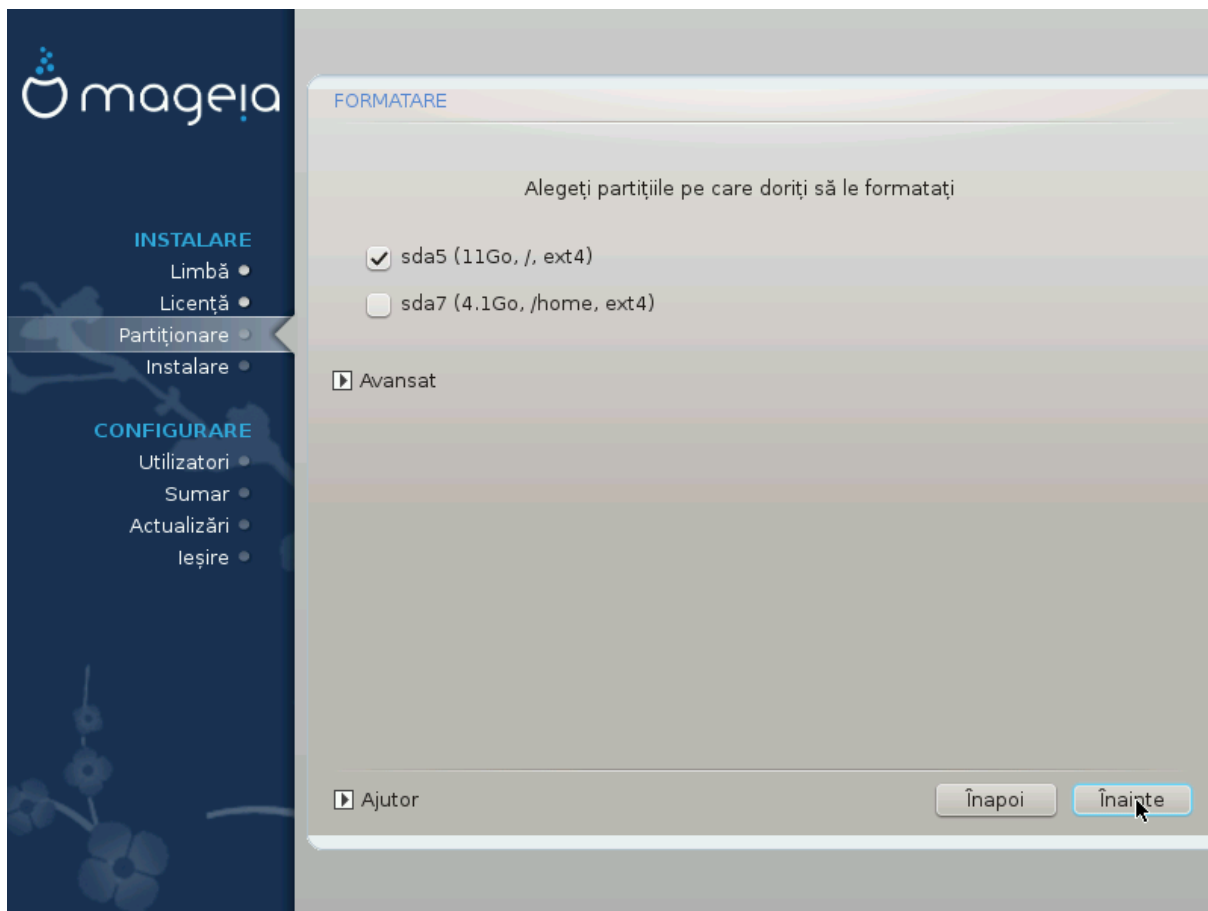 mageia
INSTALARE
Limbă
Licență
Partiționare
Instalare
CONFIGURARE
Utilizatori
Sumar
Actualizări
Ieșire
FORMATARE
Alegeți partițiile pe care doriți să le formatați
sda5 (11Go, /, ext4)
sda7 (4.1Go, /home, ext4)
Avansat
Ajutor
Înapoi
Înainte